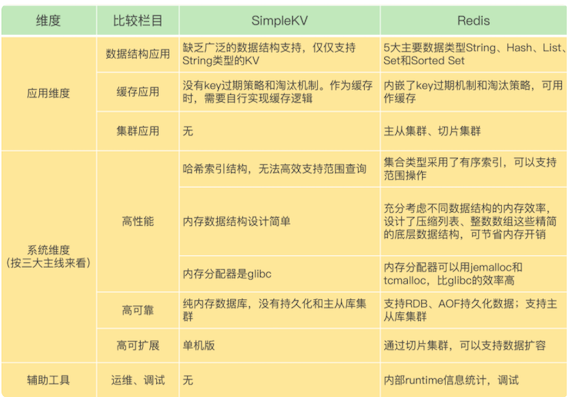 维度 比较栏目 SimpleKV Redis
应用维度
数据结构应用
缺乏广泛的数据结构支持，仅仅支持
String类型的KV
5大主要数据类型String、Hash、List、
Set和Sorted Set
缓存应用
没有key过期策略和淘汰机制。作为缓存
时，需要自行实现缓存逻辑
内嵌了key过期机制和淘汰策略，可用
作缓存
集群应用
无
主从集群、切片集群
系统维度
（按三大主线来看）
高性能
哈希索引结构，无法高效支持范围查询
集合类型采用了有序索引，可以支持
范围操作
内存数据结构设计简单
充分考虑不同数据结构的内存效率，
设计了压缩列表、整数数组这些精简
的底层数据结构，可节省内存开销
内存分配器是glibc
内存分配器可以用jemalloc和
tcmalloc，比glibc的效率高
高可靠
纯内存数据库，没有持久化和主从库集
群
支持RDB、AOF持久化数据；支持主
从库集群
高可扩展
单机版
通过切片集群，可以支持数据扩容
辅助工具
运维、调试
无
内部runtime信息统计，调试